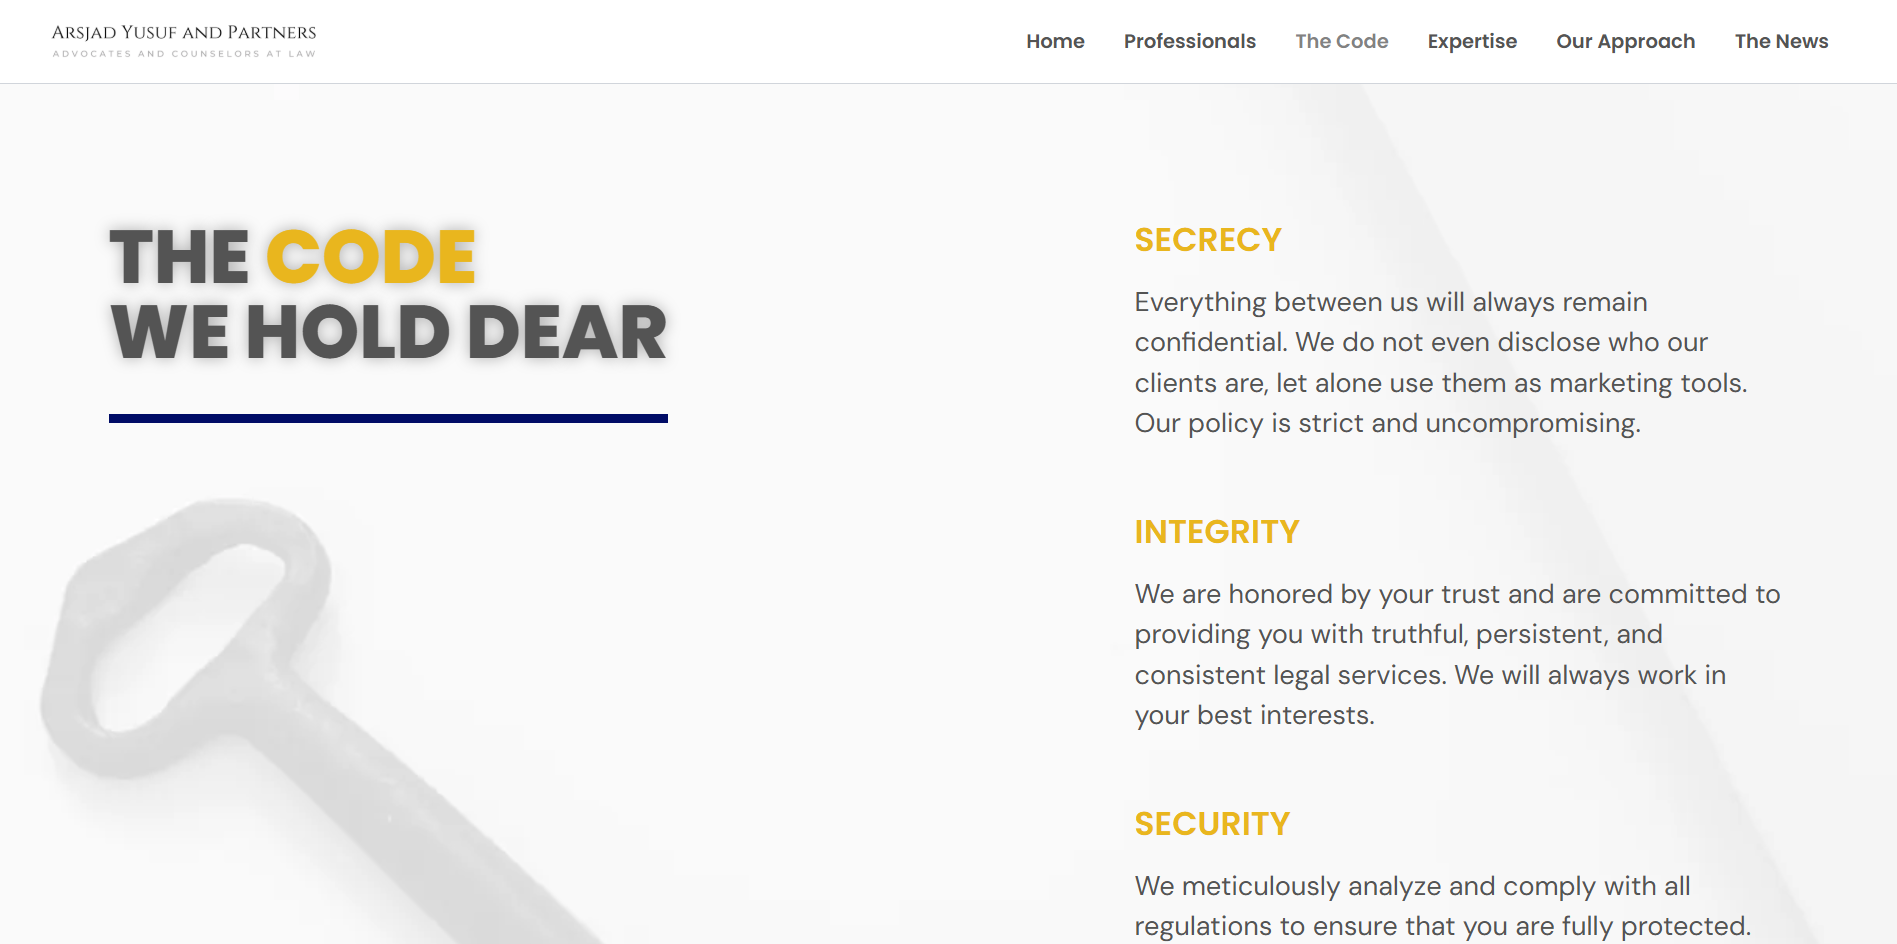 ARSJAD YUSUF AND PARTNERS
ADVOCATES AND COUNSELORS AT LAW
Home
Professionals
The Code
Expertise
Our Approach
The News
THE CODE
WE HOLD DEAR
SECRECY
Everything between us will always remain
confidential. We do not even disclose who our
clients are, let alone use them as marketing tools.
Our policy is strict and uncompromising.
INTEGRITY
We are honored by your trust and are committed to
providing you with truthful, persistent, and
consistent legal services. We will always work in
your best interests.
SECURITY
We meticulously analyze and comply with all
regulations to ensure that you are fully protected.